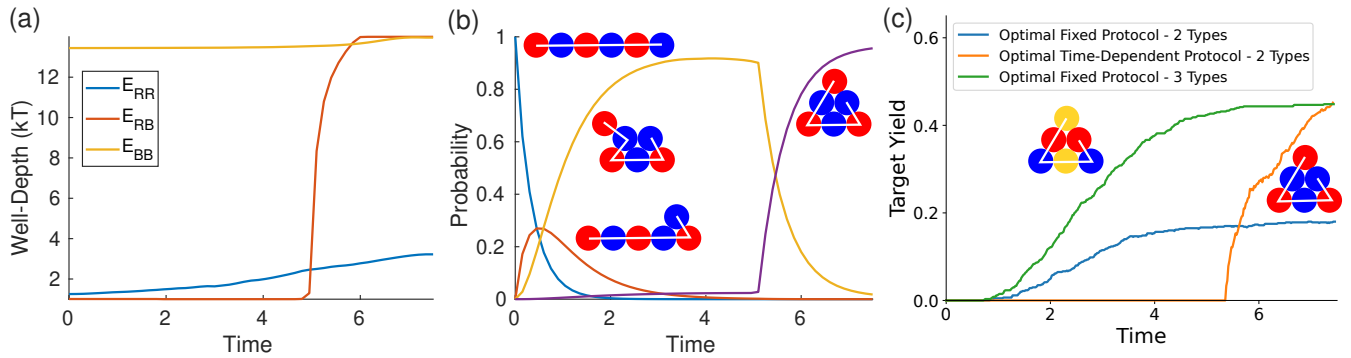 (a)
Well-Depth (kT)
12
10
8
6
4
2
E_RR
E_RB
E_BB
0
2
4
6
Time
(b)
Probability
1
0.8
0.6
0.4
0.2
0
0
2
4
6
Time
(c)
Target Yield
0.6
0.4
0.2
0.0
Optimal Fixed Protocol - 2 Types
Optimal Time-Dependent Protocol - 2 Types
Optimal Fixed Protocol - 3 Types
0
2
4
6
Time